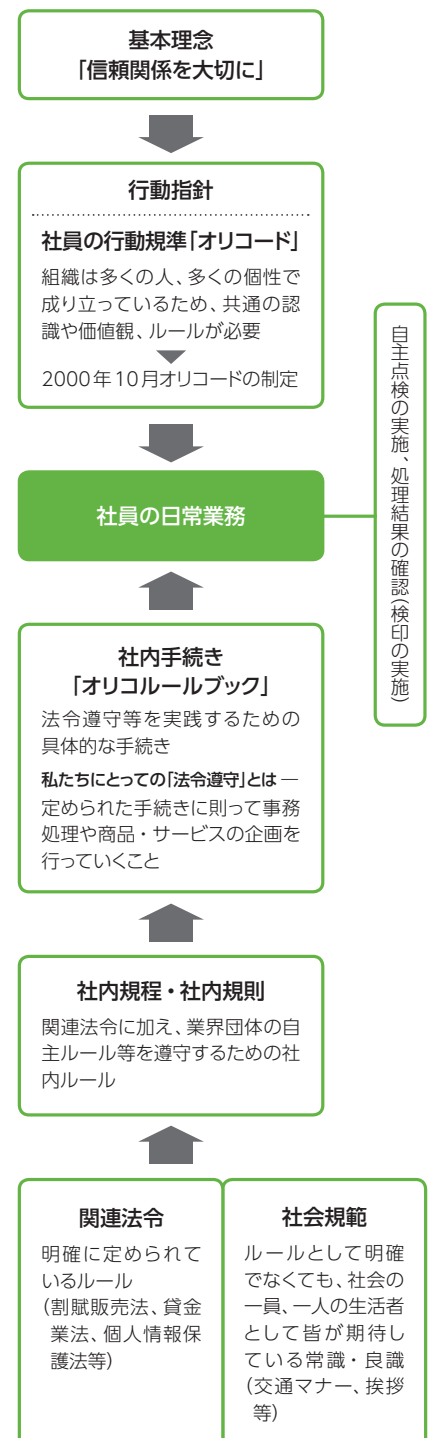 基本理念
「信頼関係を大切に」
行動指針
社員の行動規準「オリコード」
組織は多くの人、多くの個性で
成り立っているため、共通の認
識や価値観、ルールが必要
2000年10月オリコードの制定
社員の日常業務
自主点検の実施、処理結果の確認(検印の実施)
社内手続き
「オリコルールブック」
法令遵守等を実践するための
具体的な手続き
私たちにとっての「法令遵守」とは —
定められた手続きに則って事務
処理や商品・サービスの企画を
行っていくこと
社内規程・社内規則
関連法令に加え、業界団体の自
主ルール等を遵守するための社
内ルール
関連法令
明確に定められて
いるルール
(割賦販売法、貸金
業法、個人情報保
護法等)
社会規範
ルールとして明確
でなくても、社会の
一員、一人の生活者
として皆が期待し
ている常識・良識
(交通マナー、挨拶
等)